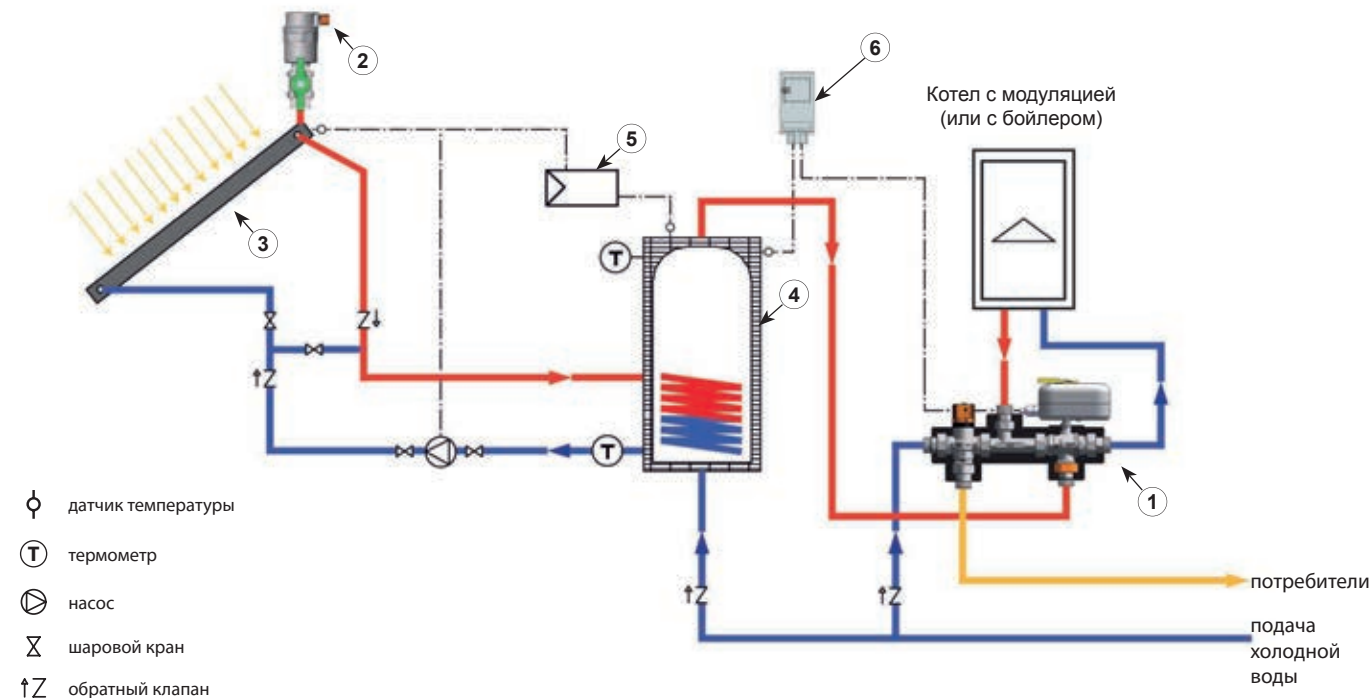 2
6
Котел с модуляцией
(или с бойлером)
5
3
T
4
1
T
датчик температуры
T термометр
насос
шаровой кран
обратный клапан
потребители
подача
холодной
воды